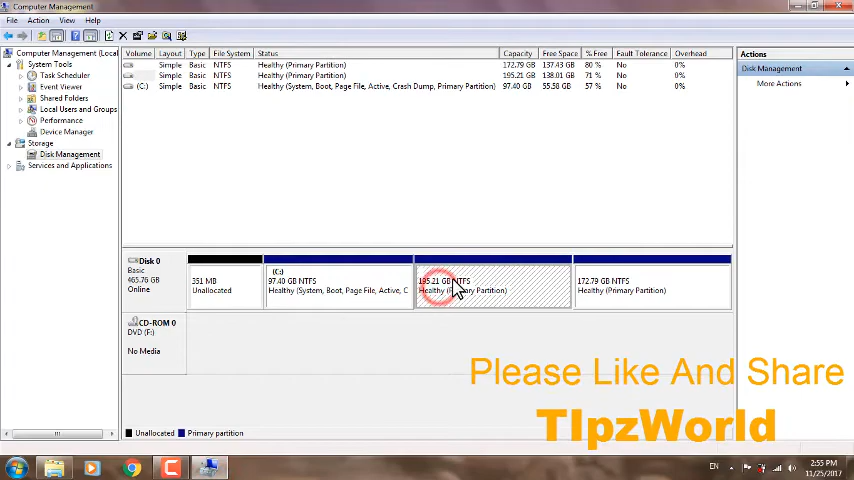 Computer Management
File Action View Help
Computer Management (Local
System Tools
Task Scheduler
Event Viewer
Shared Folders
Local Users and Groups
Performance
Device Manager
Storage
Disk Management
Services and Applications
Volume Layout Type File System Status Capacity Free Space % Free Fault Tolerance Overhead
Simple Basic NTFS Healthy (Primary Partition) 172.79 GB 137.43 GB 80 % No 0%
Simple Basic NTFS Healthy (Primary Partition) 195.21 GB 138.01 GB 71 % No 0%
(C:) Simple Basic NTFS Healthy (System, Boot, Page File, Active, Crash Dump, Primary Partition) 97.40 GB 55.58 GB 57 % No 0%
Actions
Disk Management
More Actions
Disk 0
Basic
465.76 GB
Online
351 MB
Unallocated
(C:)
97.40 GB NTFS
Healthy (System, Boot, Page File, Active, C
195.21 GB NTFS
Healthy (Primary Partition)
172.79 GB NTFS
Healthy (Primary Partition)
CD-ROM 0
DVD (F:)
No Media
Please Like And Share
TIpzWorld
Unallocated Primary partition
EN
2:55 PM
11/25/2017